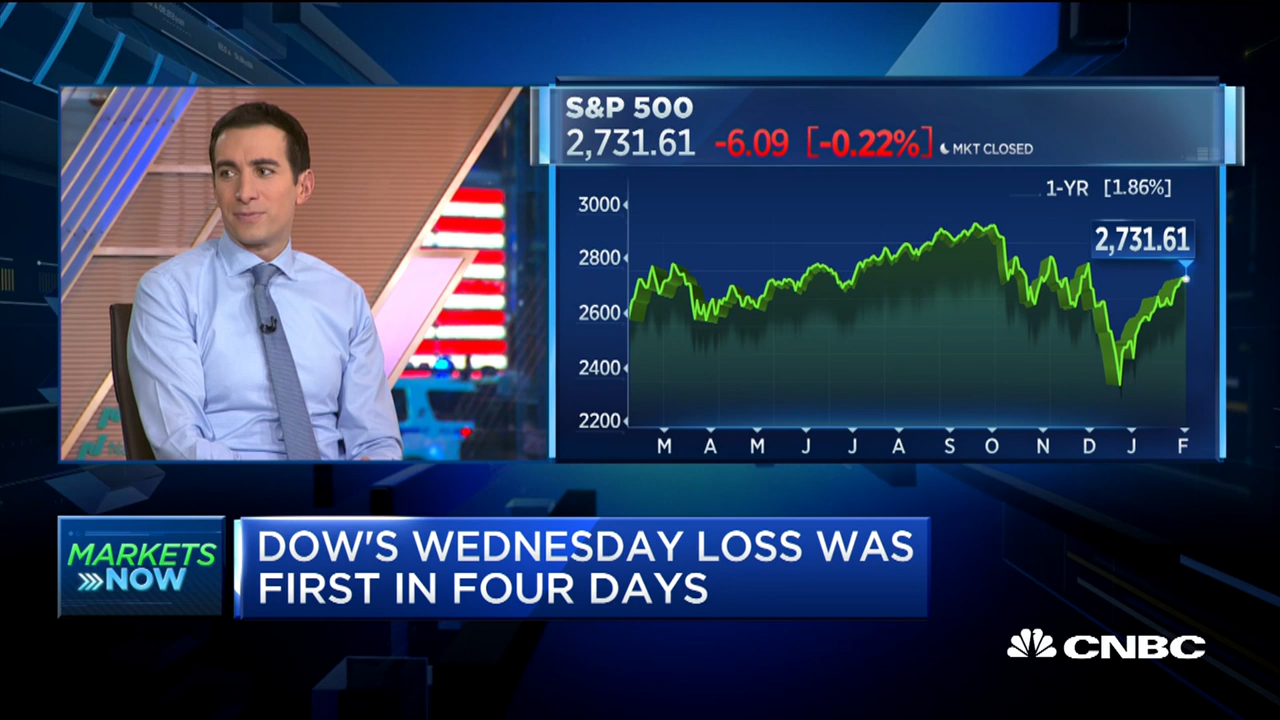 S&P 500
2,731.61 -6.09 [-0.22%] MKT CLOSED
1-YR [1.86%]
2,731.61
3000
2800
2600
2400
2200
M A M J J A S O N D J F
MARKETS
NOW
DOW'S WEDNESDAY LOSS WAS
FIRST IN FOUR DAYS
CNBC